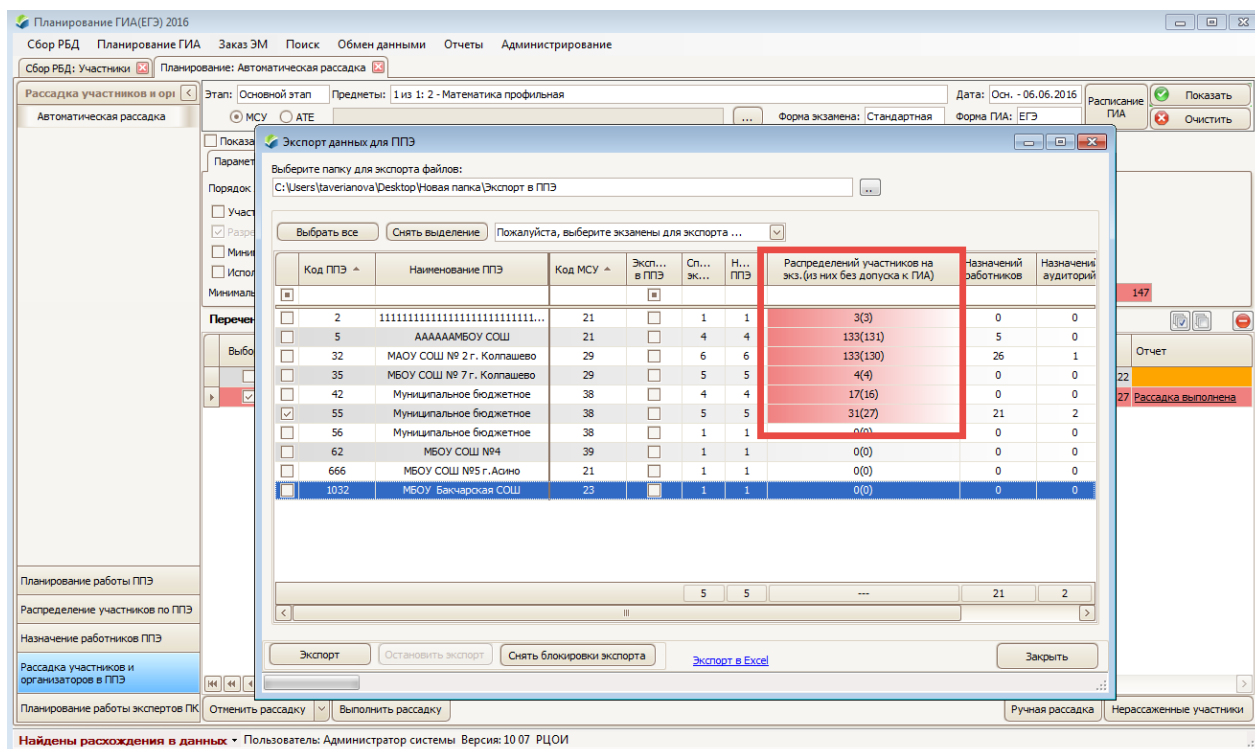 Планирование ГИА(ЕГЭ) 2016
Сбор РБД Планирование ГИА Заказ ЭМ Поиск Обмен данными Отчеты Администрирование
Сбор РБД: Участники Планирование: Автоматическая рассадка
Рассадка участников и орг
Автоматическая рассадка
Этап: Основной этап Предметы: 1 из 1: 2 - Математика профильная Дата: Осн. - 06.06.2016
МСУ АТЕ ... Форма экзамена: Стандартная Форма ГИА: ЕГЭ
Расписание ГИА
Показать
Очистить
Показа
Парамет
Порядок
Участ
Разре
Мини
Испол
Минималь
147
Перечен
Выбо
Отчет
22
27 Рассадка выполнена
Экспорт данных для ППЭ
Выберите папку для экспорта файлов:
C:\Users\taverianova\Desktop\Новая папка\Экспорт в ППЭ ..
Выбрать все Снять выделение Пожалуйста, выберите экзамены для экспорта ...
Код ППЭ Наименование ППЭ Код МСУ Эксп... в ППЭ Сп... эк... Н... ППЭ Распределений участников на экз.(из них без допуска к ГИА) Назначений работников Назначений аудиторий
2 11111111111111111111111111... 21 1 1 3(3) 0 0
5 ААААААМБОУ СОШ 21 4 4 133(131) 5 0
32 МАОУ СОШ № 2 г. Колпашево 29 6 6 133(130) 26 1
35 МБОУ СОШ № 7 г. Колпашево 29 5 5 4(4) 0 0
42 Муниципальное бюджетное 38 4 4 17(16) 0 0
55 Муниципальное бюджетное 38 5 5 31(27) 21 2
56 Муниципальное бюджетное 38 1 1 0(0) 0 0
62 МБОУ СОШ №4 39 1 1 0(0) 0 0
666 МБОУ СОШ №5 г.Асино 21 1 1 0(0) 0 0
1032 МБОУ Бакчарская СОШ 23 1 1 0(0) 0 0
5 5 --- 21 2
Экспорт Остановить экспорт Снять блокировки экспорта Экспорт в Excel Закрыть
Планирование работы ППЭ
Распределение участников по ППЭ
Назначение работников ППЭ
Рассадка участников и
организаторов в ППЭ
Планирование работы экспертов ПК
Отменить рассадку Выполнить рассадку Ручная рассадка Нерассаженные участники
Найдены расхождения в данных Пользователь: Администратор системы Версия: 10 07 РЦОИ